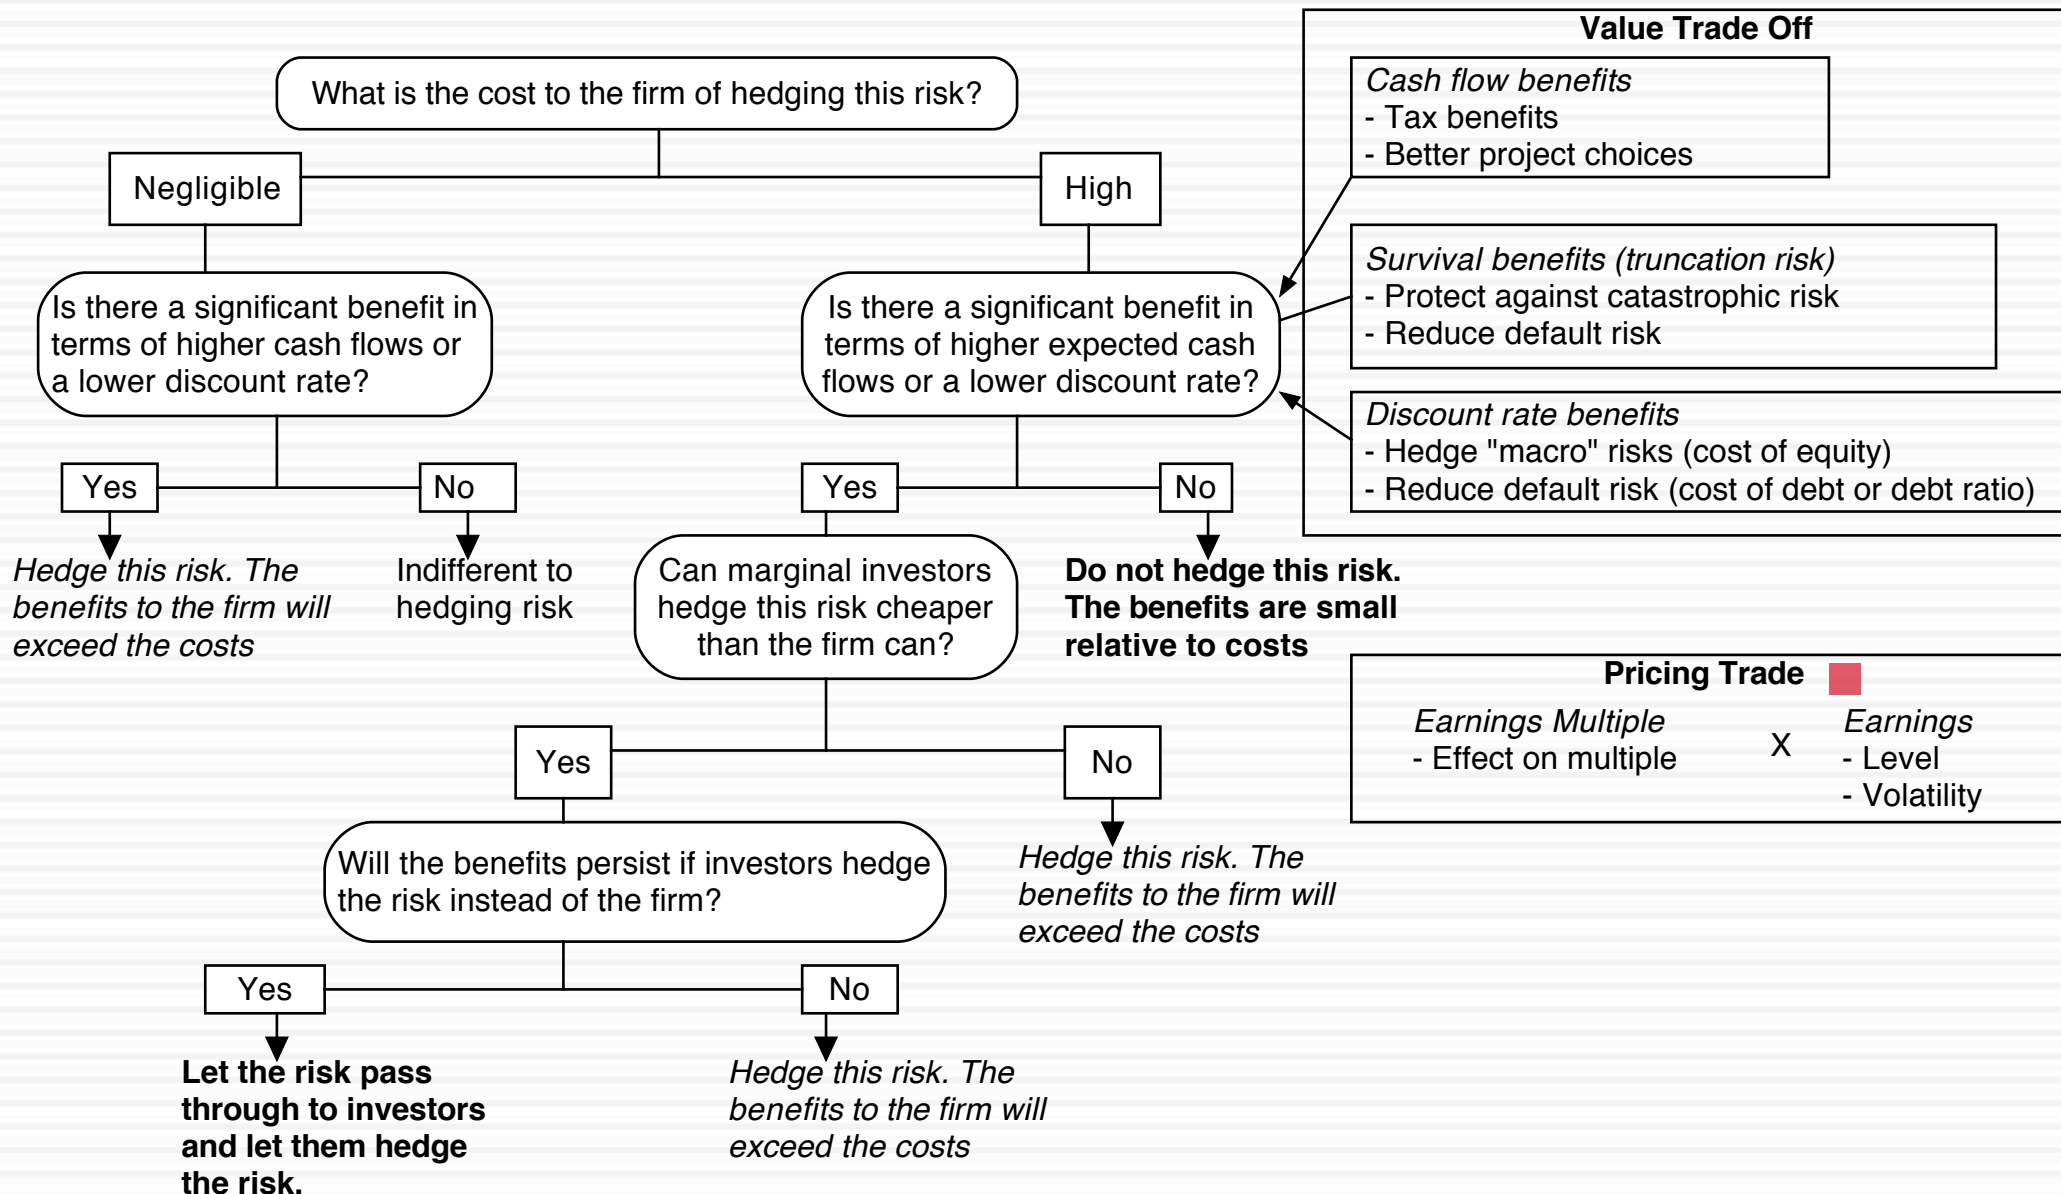 Value Trade Off
What is the cost to the firm of hedging this risk?
Cash flow benefits
- Tax benefits
- Better project choices
Negligible
High
Survival benefits (truncation risk)
- Protect against catastrophic risk
- Reduce default risk
Is there a significant benefit in
terms of higher cash flows or
a lower discount rate?
Is there a significant benefit in
terms of higher expected cash
flows or a lower discount rate?
Discount rate benefits
- Hedge "macro" risks (cost of equity)
- Reduce default risk (cost of debt or debt ratio)
Yes
No
Yes
No
Hedge this risk. The
benefits to the firm will
exceed the costs
Indifferent to
hedging risk
Can marginal investors
hedge this risk cheaper
than the firm can?
Do not hedge this risk.
The benefits are small
relative to costs
Pricing Trade
Earnings Multiple
- Effect on multiple
X
Earnings
- Level
- Volatility
Yes
No
Will the benefits persist if investors hedge
the risk instead of the firm?
Hedge this risk. The
benefits to the firm will
exceed the costs
Yes
No
Let the risk pass
through to investors
and let them hedge
the risk.
Hedge this risk. The
benefits to the firm will
exceed the costs